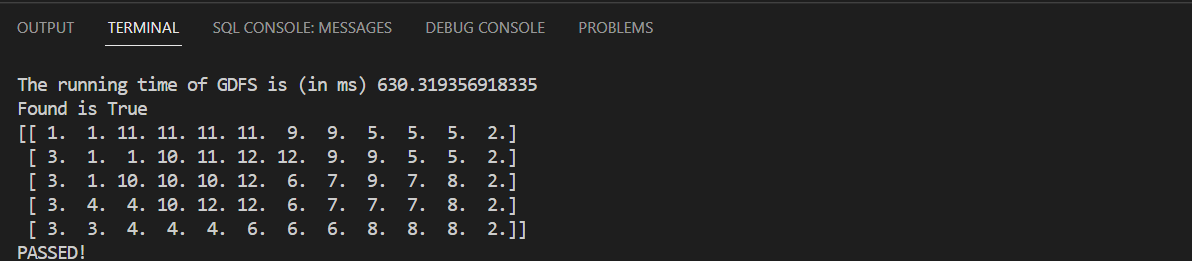 OUTPUT TERMINAL SQL CONSOLE: MESSAGES DEBUG CONSOLE PROBLEMS
The running time of GDFS is (in ms) 630.319356918335
Found is True
[[ 1.  1. 11. 11. 11. 11.  9.  9.  5.  5.  5.  2.]
 [ 3.  1.  1. 10. 11. 12. 12.  9.  9.  5.  5.  2.]
 [ 3.  1. 10. 10. 10. 12.  6.  7.  9.  7.  8.  2.]
 [ 3.  4.  4. 10. 12. 12.  6.  7.  7.  7.  8.  2.]
 [ 3.  3.  4.  4.  4.  6.  6.  6.  8.  8.  8.  2.]]
PASSED!